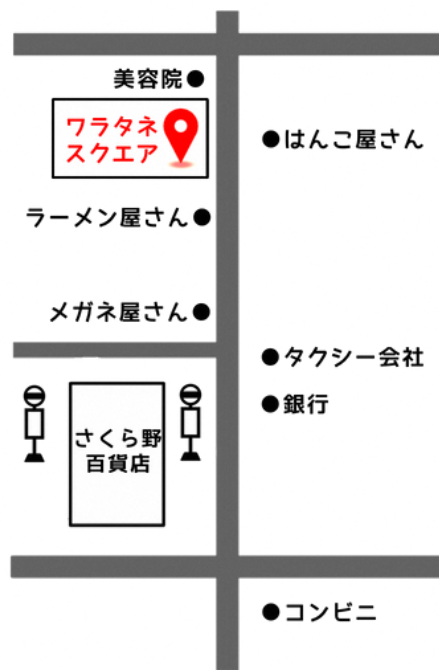 美容院
ワラタネ
スクエア
はんこ屋さん
ラーメン屋さん
メガネ屋さん
タクシー会社
銀行
さくら野
百貨店
コンビニ